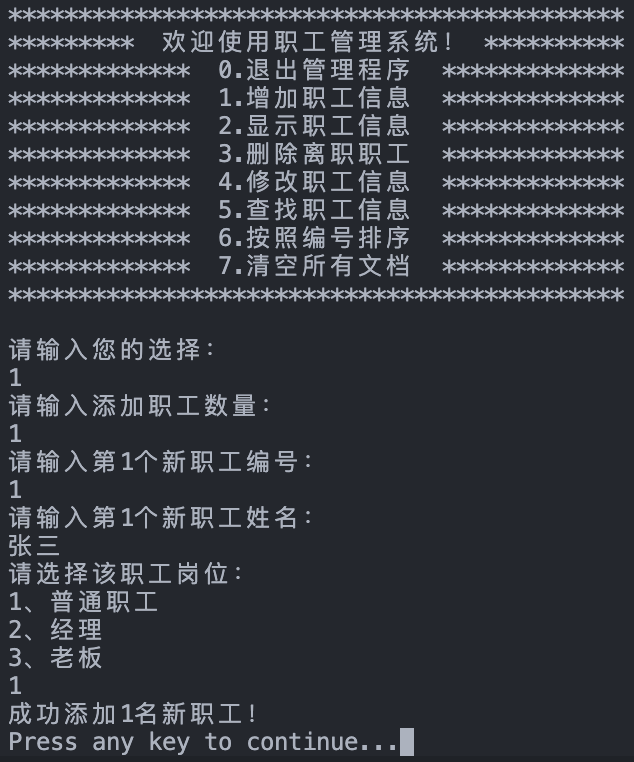 ********************************************
*********  欢迎使用职工管理系统!  **********
*************  0.退出管理程序  *************
*************  1.增加职工信息  *************
*************  2.显示职工信息  *************
*************  3.删除离职职工  *************
*************  4.修改职工信息  *************
*************  5.查找职工信息  *************
*************  6.按照编号排序  *************
*************  7.清空所有文档  *************
********************************************
请输入您的选择:
1
请输入添加职工数量:
1
请输入第1个新职工编号:
1
请输入第1个新职工姓名:
张三
请选择该职工岗位:
1、普通职工
2、经理
3、老板
1
成功添加1名新职工!
Press any key to continue...